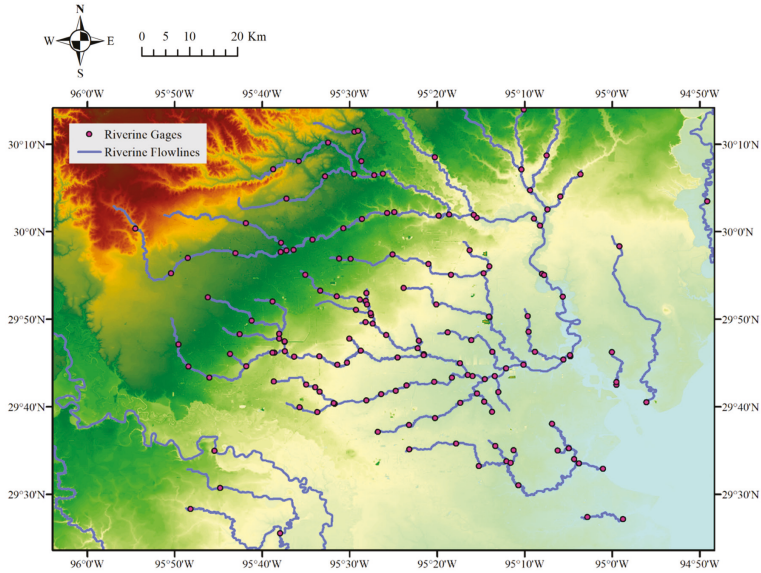 N
W E
S
0 5 10 20 Km
96°0'W 95°50'W 95°40'W 95°30'W 95°20'W 95°10'W 95°0'W 94°50'W
Riverine Gages
Riverine Flowlines
30°10'N 30°10'N
30°0'N 30°0'N
29°50'N 29°50'N
29°40'N 29°40'N
29°30'N 29°30'N
96°0'W 95°50'W 95°40'W 95°30'W 95°20'W 95°10'W 95°0'W 94°50'W